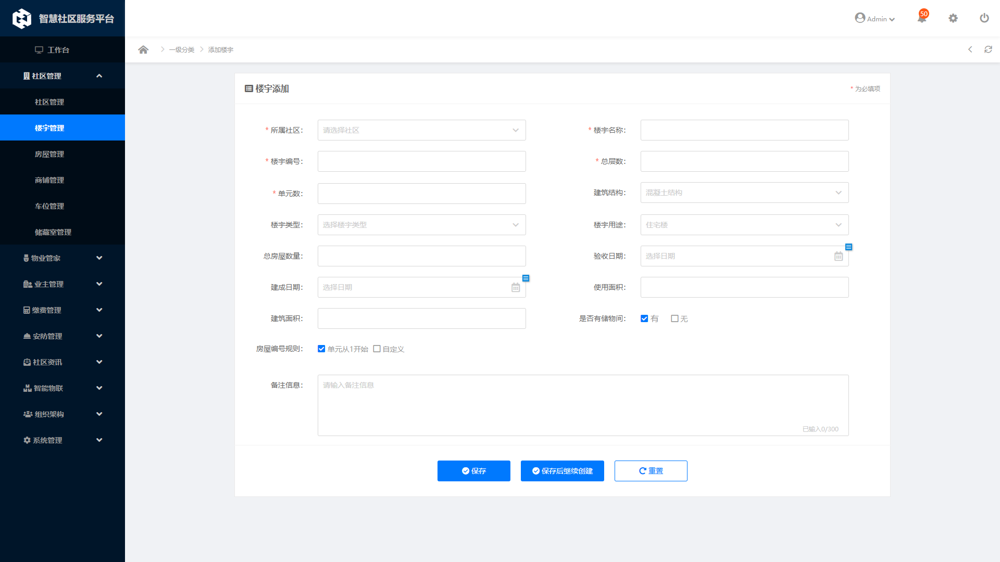 智慧社区服务平台
Admin
50
工作台
一级分类
添加楼宇
社区管理
社区管理
楼宇管理
房屋管理
商铺管理
车位管理
储藏室管理
物业管家
业主管理
缴费管理
安防管理
社区资讯
智能物联
组织架构
系统管理
楼宇添加
* 为必填项
* 所属社区：
请选择社区
* 楼宇名称：
* 楼宇编号：
* 总层数：
* 单元数：
建筑结构：
混凝土结构
楼宇类型：
选择楼宇类型
楼宇用途：
住宅楼
总房屋数量：
验收日期：
选择日期
建成日期：
选择日期
使用面积：
建筑面积：
是否有储物间：
有
无
房屋编号规则：
单元从1开始
自定义
备注信息：
请输入备注信息
已输入0/300
保存
保存后继续创建
重置